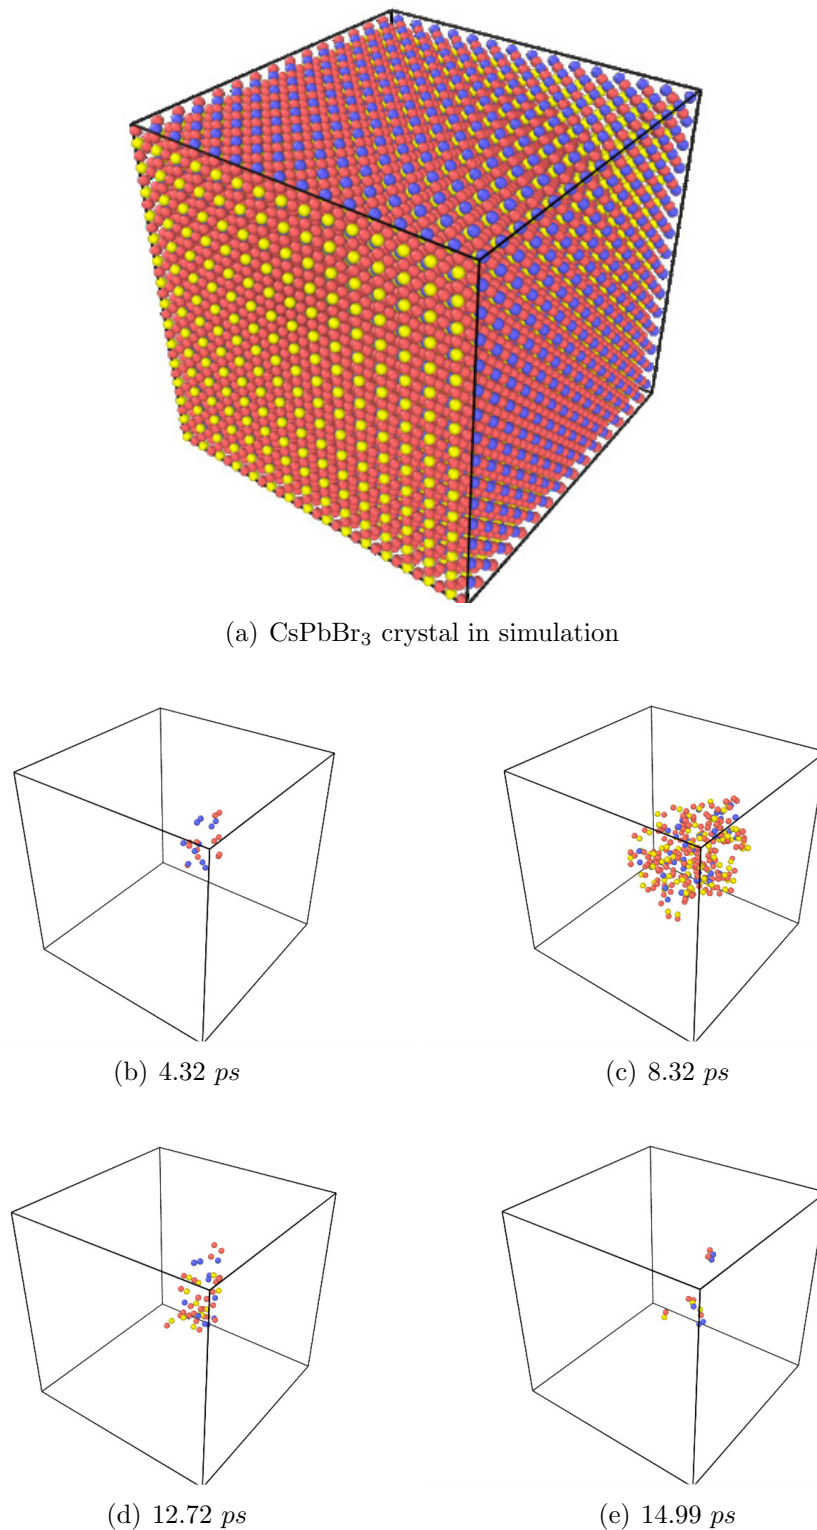 (a) CsPbBr₃ crystal in simulation
(b) 4.32 ps
(c) 8.32 ps
(d) 12.72 ps
(e) 14.99 ps